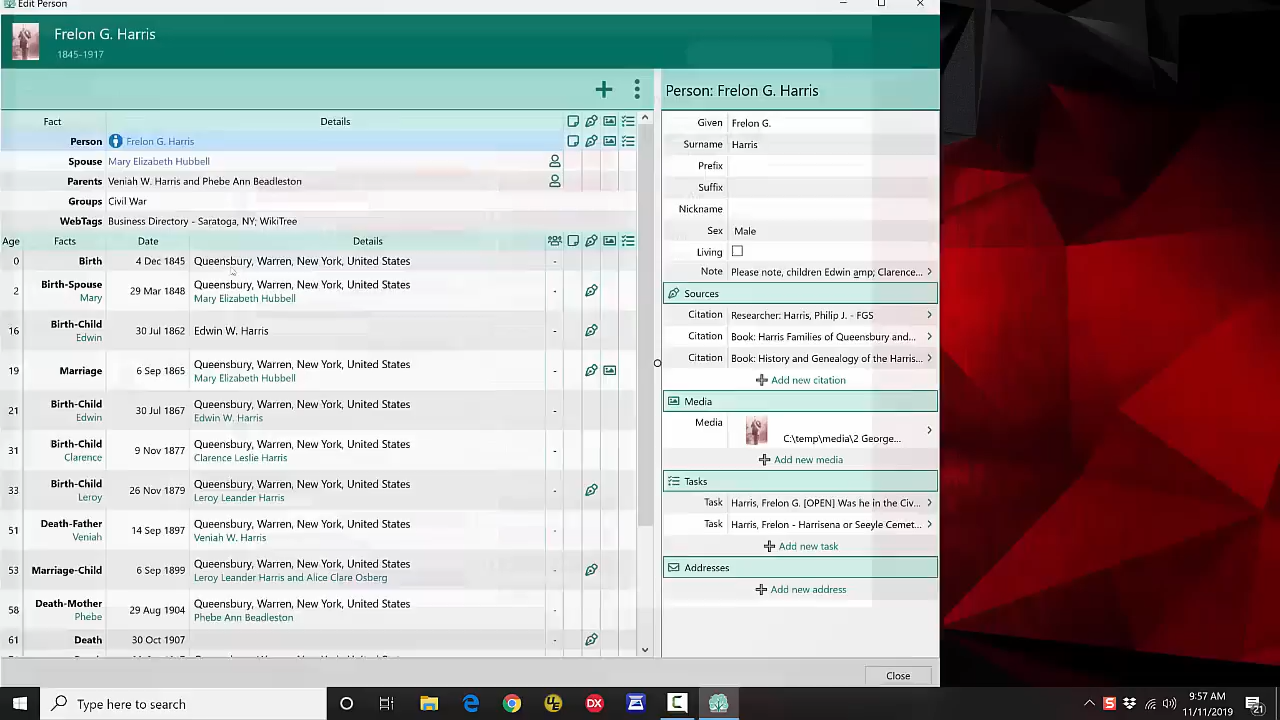 Edit Person
Frelon G. Harris
1845-1917
Fact Details
Person Frelon G. Harris
Spouse Mary Elizabeth Hubbell
Parents Veniah W. Harris and Phebe Ann Beadleston
Groups Civil War
WebTags Business Directory - Saratoga, NY; WikiTree
Age Facts Date Details
0 Birth 4 Dec 1845 Queensbury, Warren, New York, United States -
2 Birth-Spouse 29 Mar 1848 Queensbury, Warren, New York, United States -
Mary Mary Elizabeth Hubbell
16 Birth-Child 30 Jul 1862 Edwin W. Harris -
Edwin
19 Marriage 6 Sep 1865 Queensbury, Warren, New York, United States -
Mary Elizabeth Hubbell
21 Birth-Child 30 Jul 1867 Queensbury, Warren, New York, United States -
Edwin Edwin W. Harris
31 Birth-Child 9 Nov 1877 Queensbury, Warren, New York, United States -
Clarence Clarence Leslie Harris
33 Birth-Child 26 Nov 1879 Queensbury, Warren, New York, United States -
Leroy Leroy Leander Harris
51 Death-Father 14 Sep 1897 Queensbury, Warren, New York, United States -
Veniah Veniah W. Harris
53 Marriage-Child 6 Sep 1899 Queensbury, Warren, New York, United States -
Leroy Leander Harris and Alice Clare Osberg
58 Death-Mother 29 Aug 1904 Queensbury, Warren, New York, United States -
Phebe Phebe Ann Beadleston
61 Death 30 Oct 1907 -
Person: Frelon G. Harris
Given Frelon G.
Surname Harris
Prefix
Suffix
Nickname
Sex Male
Living
Note Please note, children Edwin amp; Clarence... >
Sources
Citation Researcher: Harris, Philip J. - FGS >
Citation Book: Harris Families of Queensbury and... >
Citation Book: History and Genealogy of the Harris... >
Add new citation
Media
Media C:\temp\media\2 George... >
Add new media
Tasks
Task Harris, Frelon G. [OPEN] Was he in the Civ... >
Task Harris, Frelon - Harrisena or Seeyle Cemet... >
Add new task
Addresses
Add new address
Close
Type here to search
UE
DX
C
S
9:57 AM
11/11/2019
21